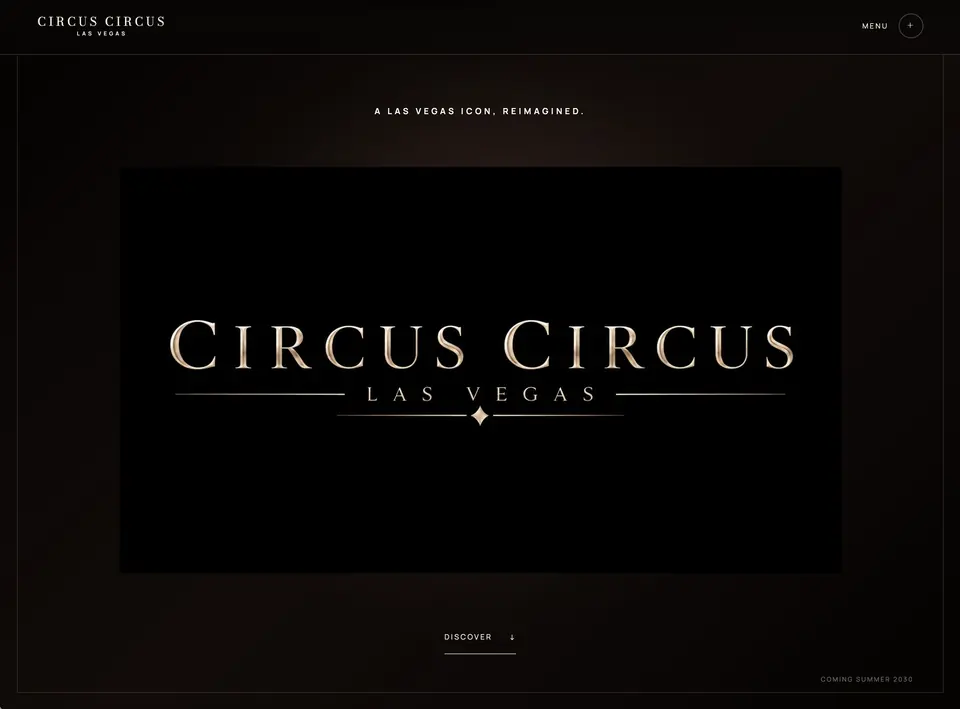 CIRCUS CIRCUS
LAS VEGAS
MENU +
A LAS VEGAS ICON, REIMAGINED.
CIRCUS CIRCUS
LAS VEGAS
DISCOVER ↓
COMING SUMMER 2030